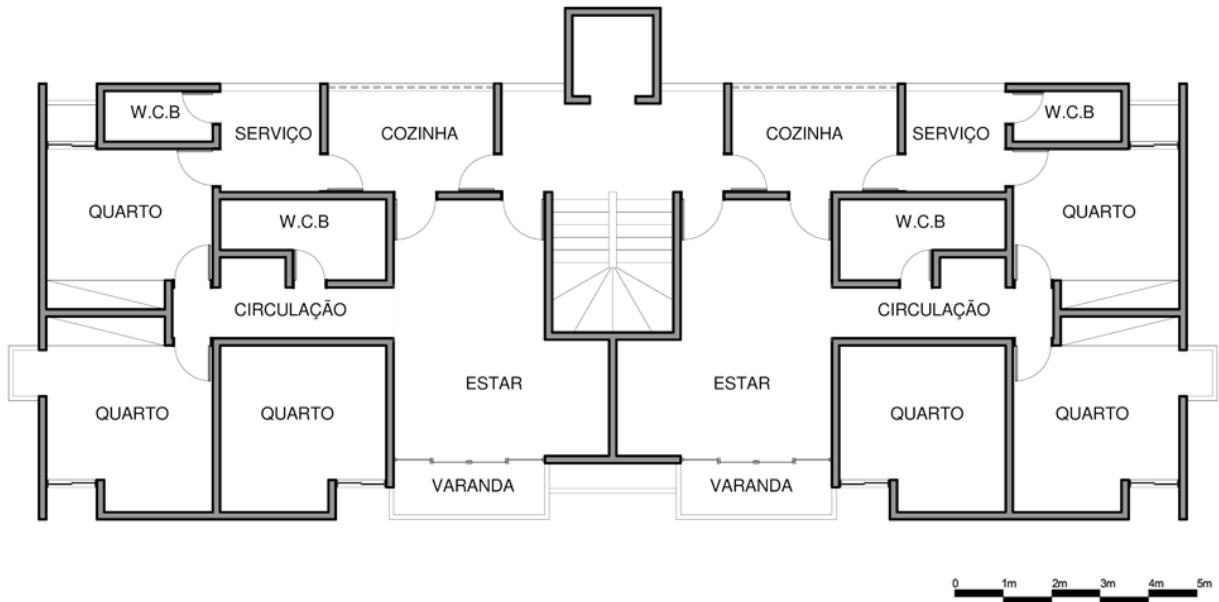 W.C.B
W.C.B
SERVIÇO
COZINHA
COZINHA
SERVIÇO
QUARTO
W.C.B
W.C.B
QUARTO
CIRCULAÇÃO
CIRCULAÇÃO
ESTAR
ESTAR
QUARTO
QUARTO
QUARTO
QUARTO
VARANDA
VARANDA
0 1m 2m 3m 4m 5m